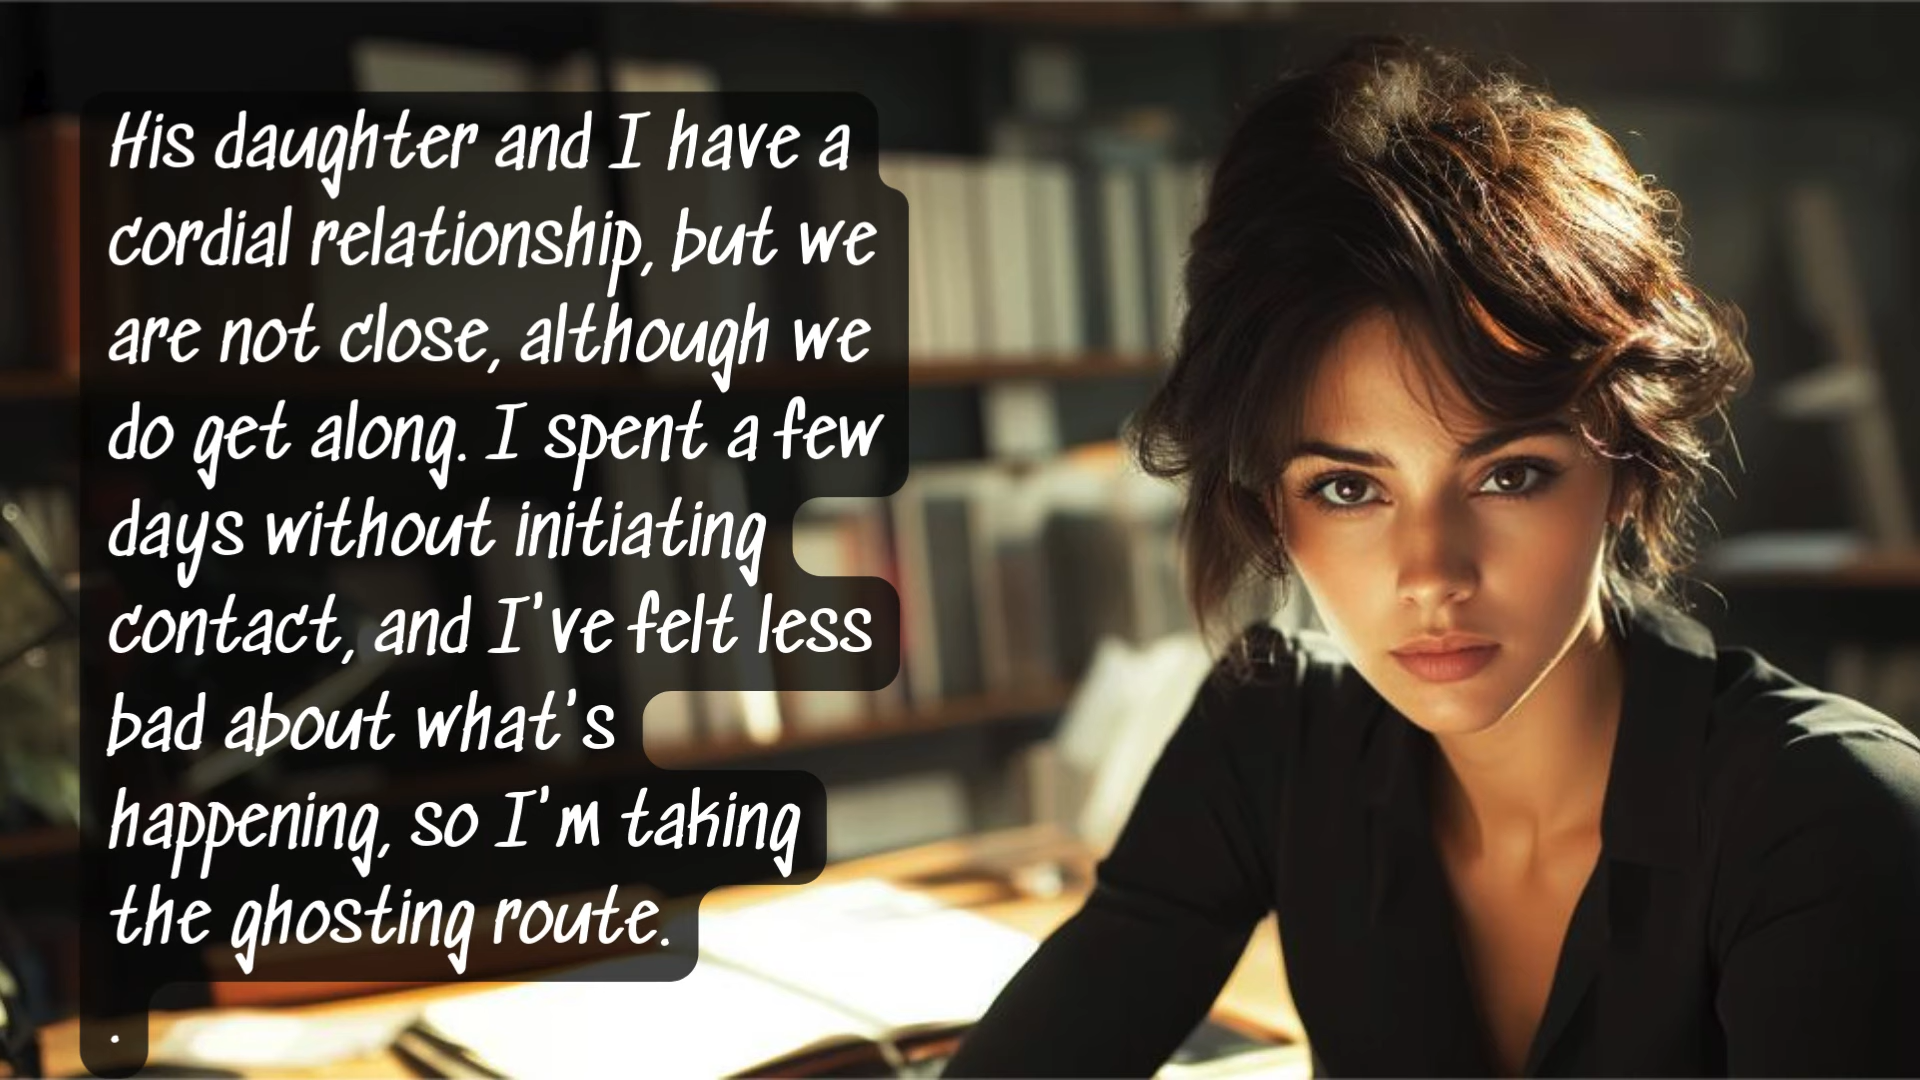 His daughter and I have a
cordial relationship, but we
are not close, although we
do get along. I spent a few
days without initiating
contact, and I've felt less
bad about what's
happening, so I'm taking
the ghosting route.
.